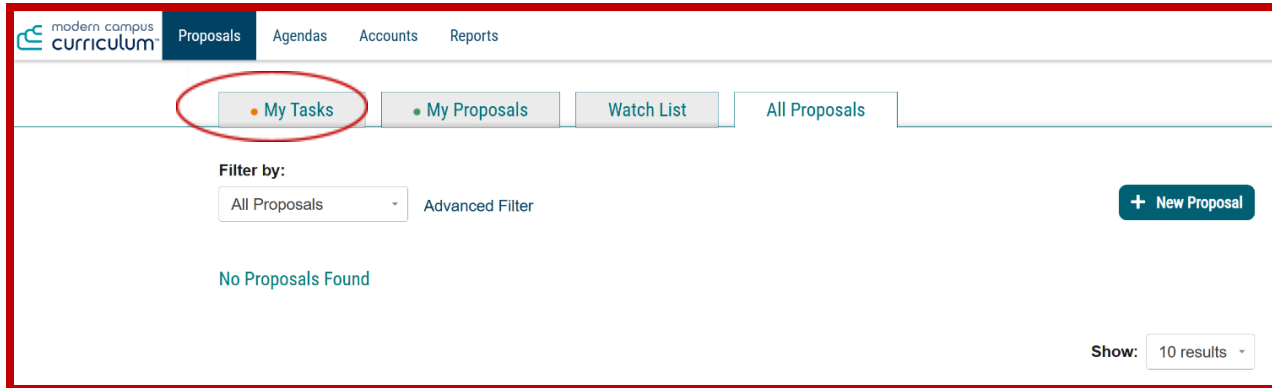 modern campus
curriculum™
Proposals Agendas Accounts Reports
My Tasks My Proposals Watch List All Proposals
Filter by:
All Proposals Advanced Filter
+ New Proposal
No Proposals Found
Show: 10 results